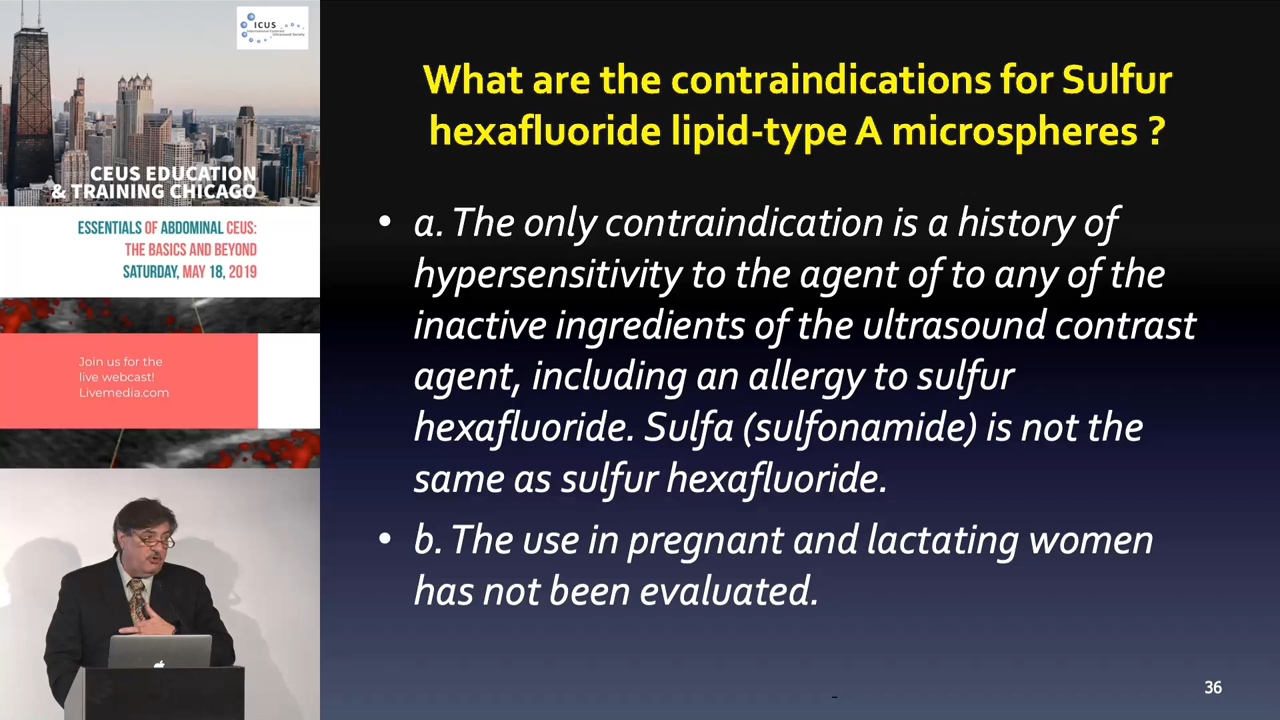 ICUS
International Contrast
Ultrasound Society
CEUS EDUCATION
& TRAINING CHICAGO
ESSENTIALS OF ABDOMINAL CEUS:
THE BASICS AND BEYOND
SATURDAY, MAY 18, 2019
Join us for the
live webcast!
Livemedia.com
What are the contraindications for Sulfur
hexafluoride lipid-type A microspheres ?
• a. The only contraindication is a history of
hypersensitivity to the agent of to any of the
inactive ingredients of the ultrasound contrast
agent, including an allergy to sulfur
hexafluoride. Sulfa (sulfonamide) is not the
same as sulfur hexafluoride.
• b. The use in pregnant and lactating women
has not been evaluated.
36